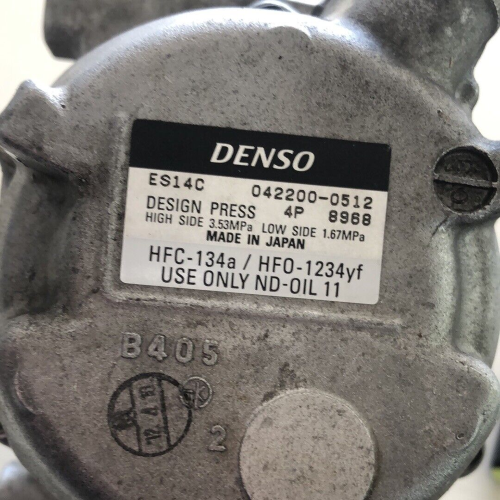 DENSO
ES14C 042200-0512
DESIGN PRESS 4P 8968
HIGH SIDE 3.53MPa LOW SIDE 1.67MPa
MADE IN JAPAN
HFC-134a / HFO-1234yf
USE ONLY ND-OIL 11
B405
2